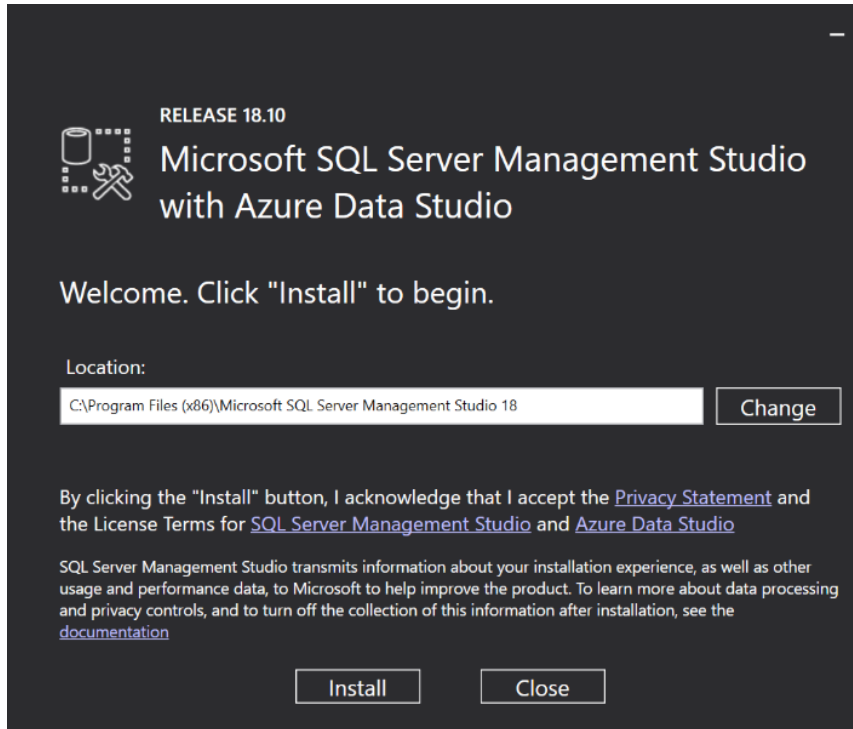 RELEASE 18.10
Microsoft SQL Server Management Studio
with Azure Data Studio
Welcome. Click "Install" to begin.
Location:
C:\Program Files (x86)\Microsoft SQL Server Management Studio 18
Change
By clicking the "Install" button, I acknowledge that I accept the Privacy Statement and
the License Terms for SQL Server Management Studio and Azure Data Studio
SQL Server Management Studio transmits information about your installation experience, as well as other
usage and performance data, to Microsoft to help improve the product. To learn more about data processing
and privacy controls, and to turn off the collection of this information after installation, see the
documentation
Install
Close